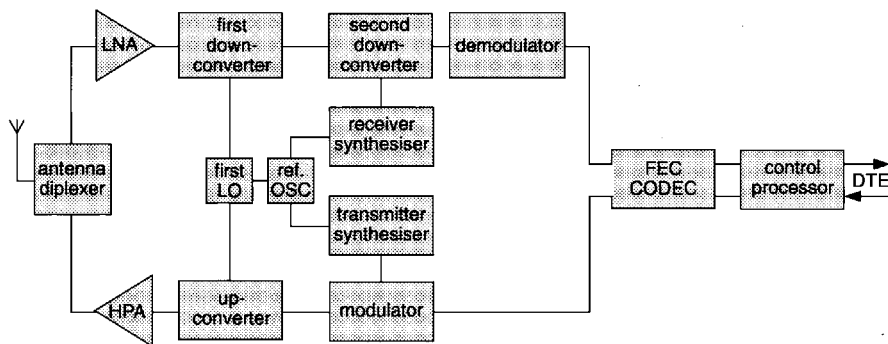 LNA
first
down-
converter
second
down-
converter
demodulator
receiver
synthesiser
antenna
diplexer
first
LO
ref.
OSC
transmitter
synthesiser
FEC
CODEC
control
processor
DTE
HPA
up-
converter
modulator